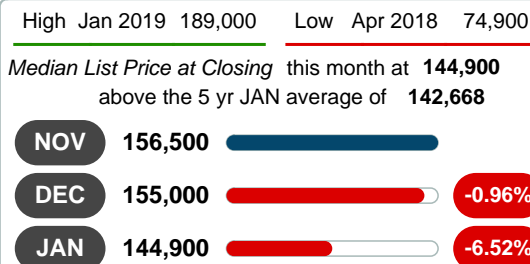 High Jan 2019 189,000 Low Apr 2018 74,900
Median List Price at Closing this month at 144,900
above the 5 yr JAN average of 142,668
NOV 156,500
DEC 155,000 -0.96%
JAN 144,900 -6.52%